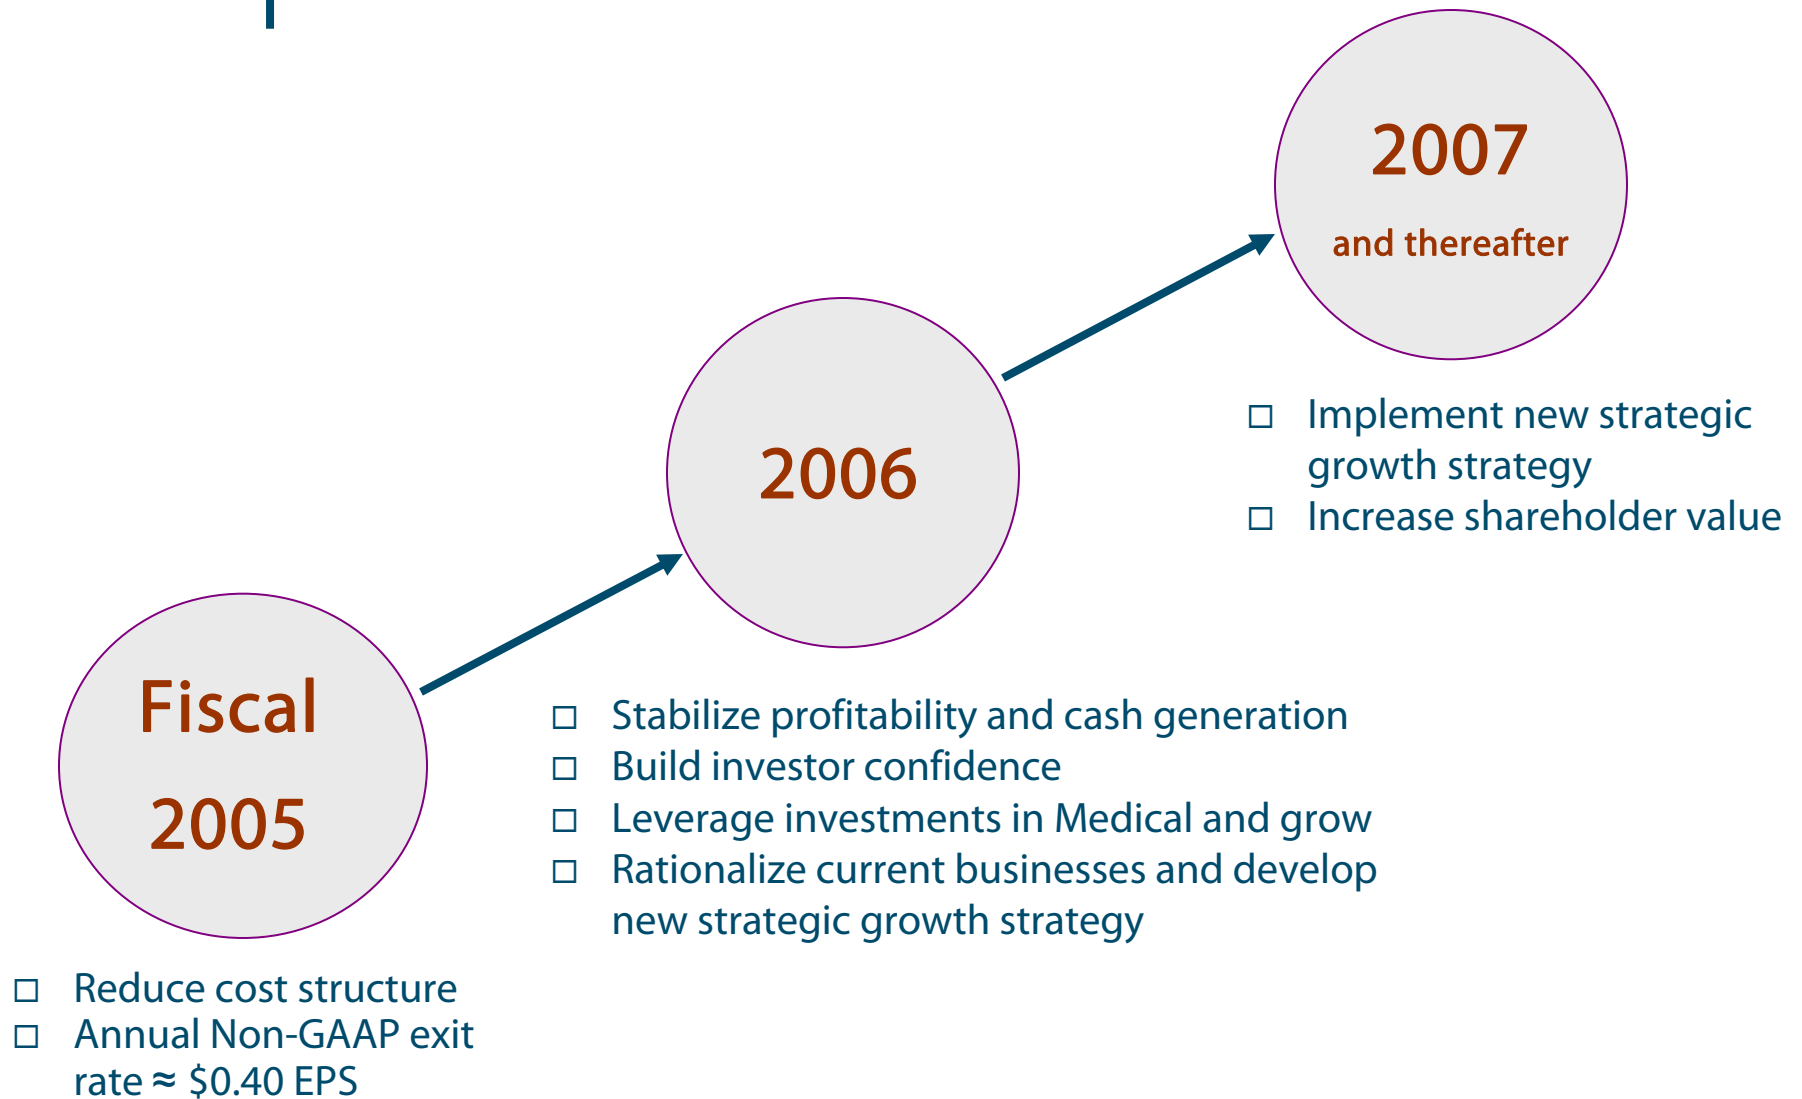 2007
and thereafter
□ Implement new strategic
growth strategy
□ Increase shareholder value
2006
□ Stabilize profitability and cash generation
□ Build investor confidence
□ Leverage investments in Medical and grow
□ Rationalize current businesses and develop
new strategic growth strategy
Fiscal
2005
□ Reduce cost structure
□ Annual Non-GAAP exit
rate ≈ $0.40 EPS